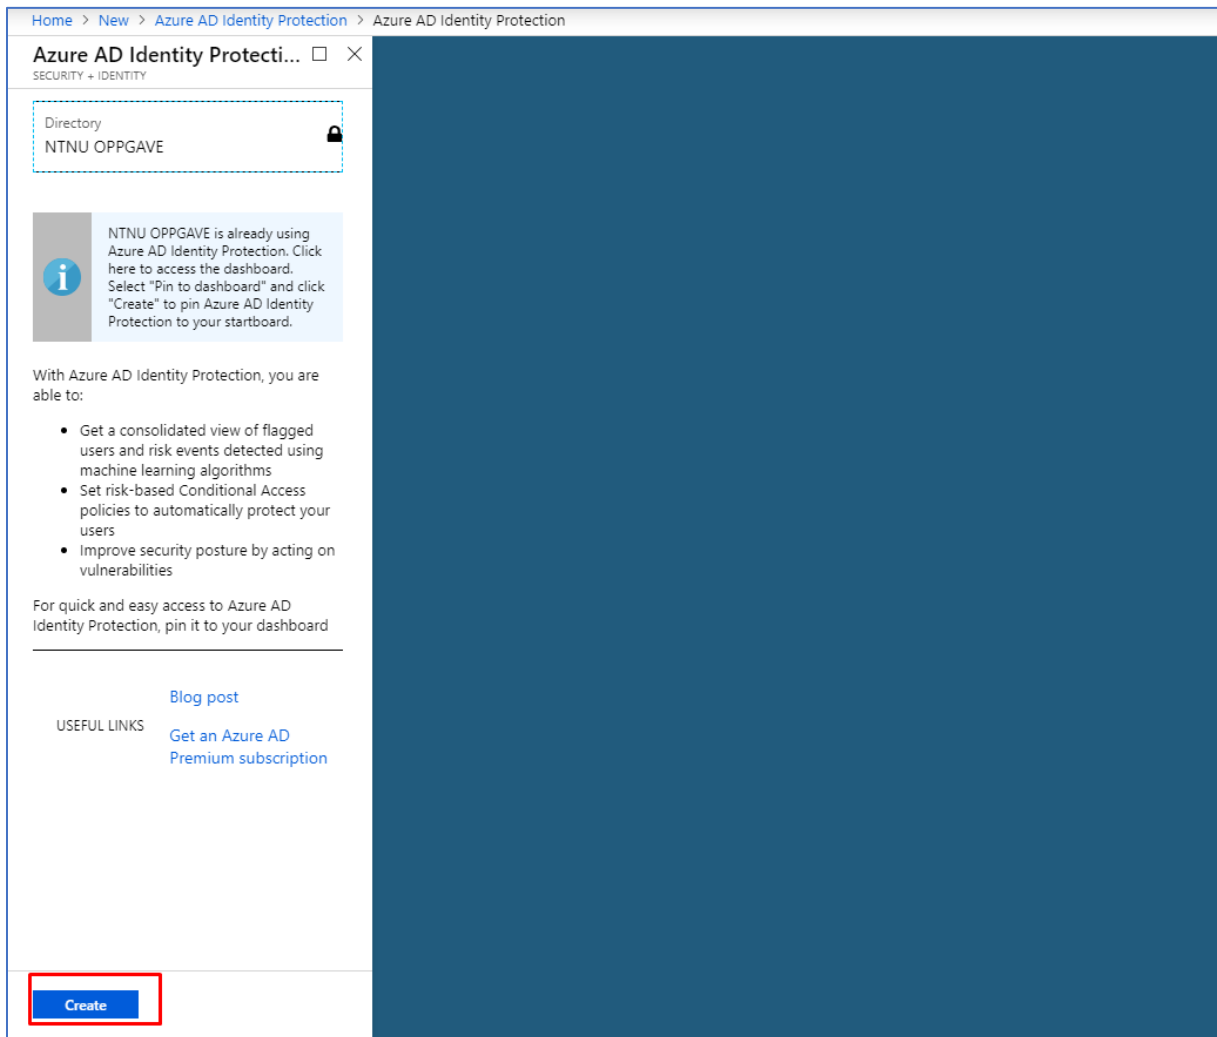 Home > New > Azure AD Identity Protection > Azure AD Identity Protection
Azure AD Identity Protecti...
SECURITY + IDENTITY
Directory
NTNU OPPGAVE
NTNU OPPGAVE is already using
Azure AD Identity Protection. Click
here to access the dashboard.
Select "Pin to dashboard" and click
"Create" to pin Azure AD Identity
Protection to your startboard.
With Azure AD Identity Protection, you are
able to:
• Get a consolidated view of flagged
users and risk events detected using
machine learning algorithms
• Set risk-based Conditional Access
policies to automatically protect your
users
• Improve security posture by acting on
vulnerabilities
For quick and easy access to Azure AD
Identity Protection, pin it to your dashboard
USEFUL LINKS
Blog post
Get an Azure AD
Premium subscription
Create